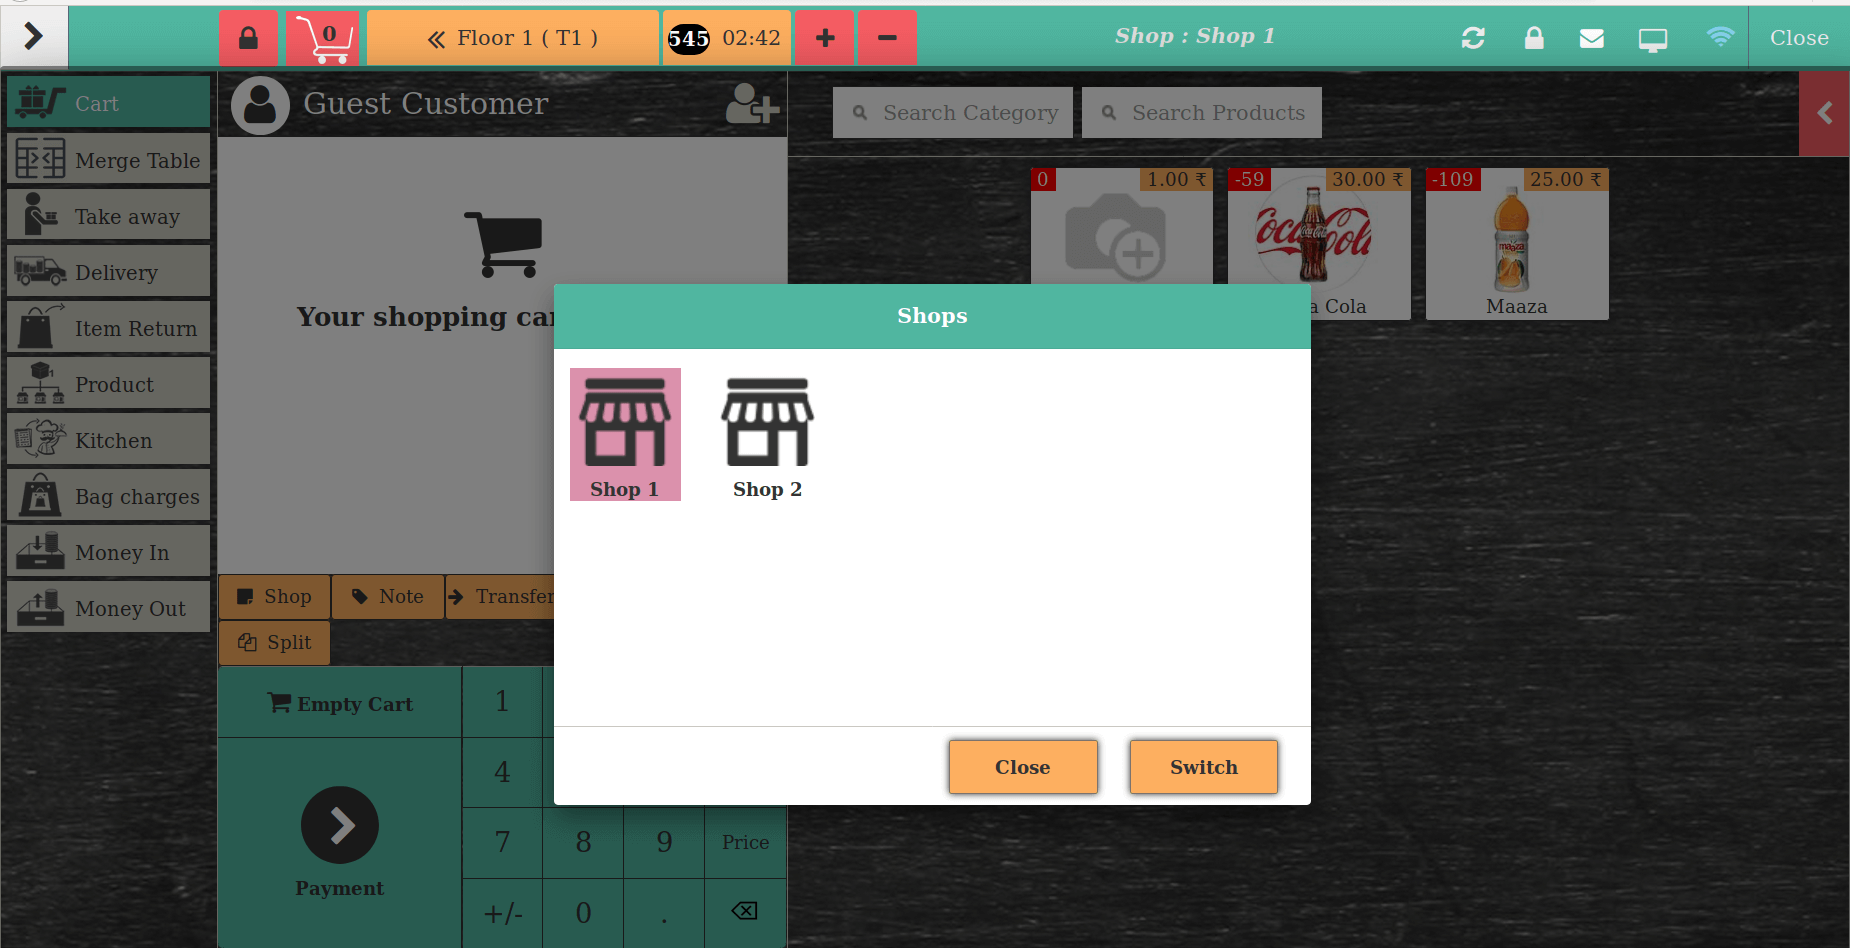 0
Floor 1 ( T1 )
545 02:42
Shop : Shop 1
Close
Cart
Merge Table
Take away
Delivery
Item Return
Product
Kitchen
Bag charges
Money In
Money Out
Guest Customer
Your shopping
Shop
Note
Transfer
Split
Empty Cart
Payment
1
4
7 8 9 Price
+/- 0 .
Search Category
Search Products
0 1.00 ₹
-59 30.00 ₹
Coca Cola
Cola
-109 25.00 ₹
maaza
Maaza
Shops
Shop 1
Shop 2
Close
Switch